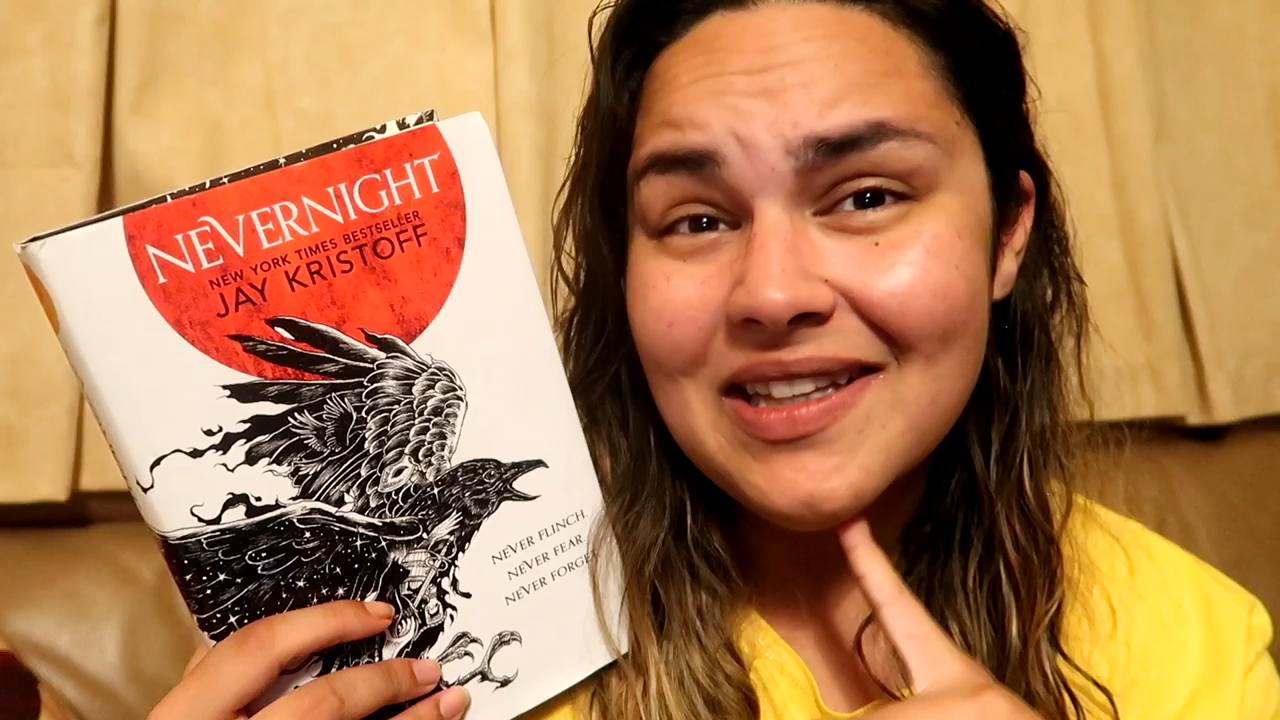 NEVERNIGHT
NEW YORK TIMES BESTSELLER
JAY KRISTOFF
NEVER FLINCH.
NEVER FEAR.
NEVER FORGET